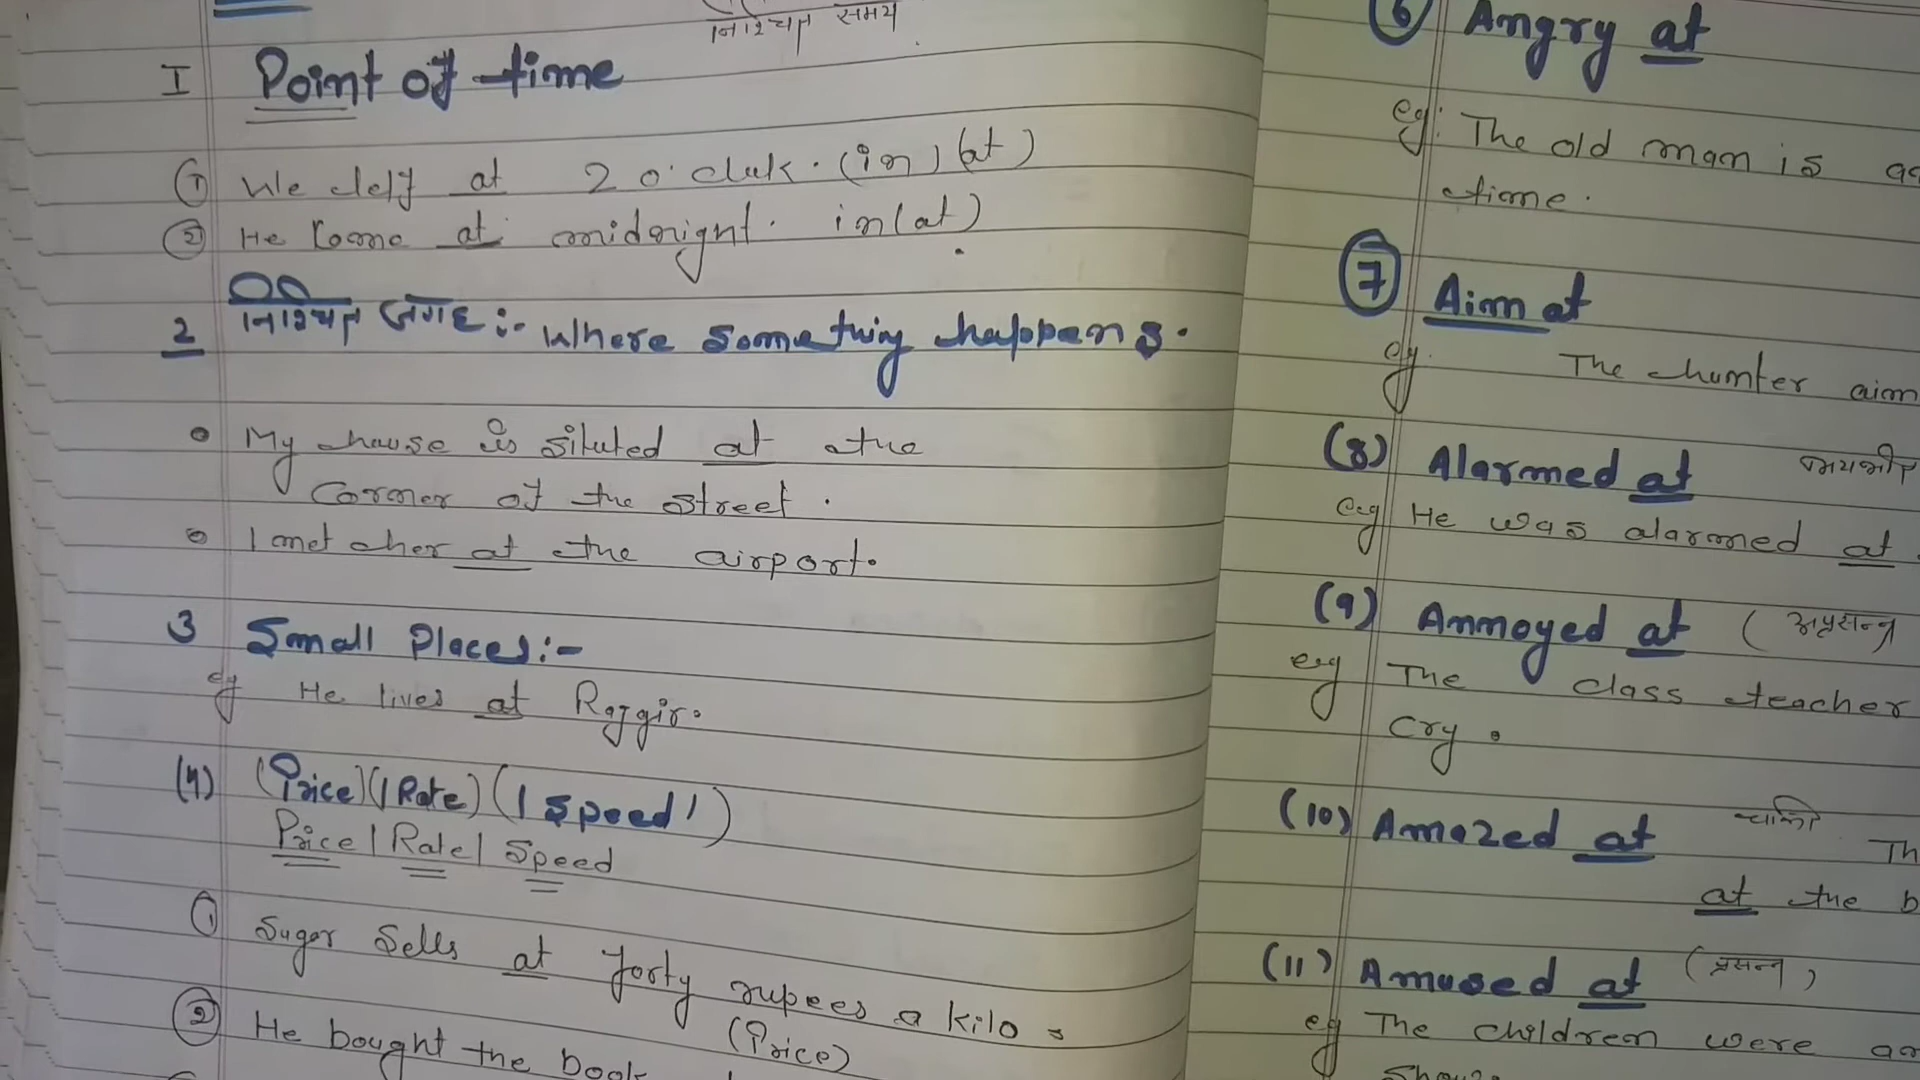 निश्चित समय
I Point of time
① We left at 2 o'clok. (in) (at)
② He Come at midnight. in (at)
2 निश्चित जगह :- Where something happens.
My house is situted at the
Corner of the street.
I met her at the airport.
3 Small Places:-
eg He lives at Rajgir.
(4) (Price) (Rate) (Speed)
Price | Rate | Speed
① Sugar Sells at forty rupees a kilo
(Price)
② He bought the book
⑥ Angry at
eg: The old man is
time.
⑦ Aim at
eg. The hunter aim
(8) Alarmed at
eg He was alarmed at
(9) Annoyed at (अप्रसन्न
eg The class teacher
Cry.
(10) Amazed at Th
at the b
(11) Amused at (प्रसन्न)
eg The children were